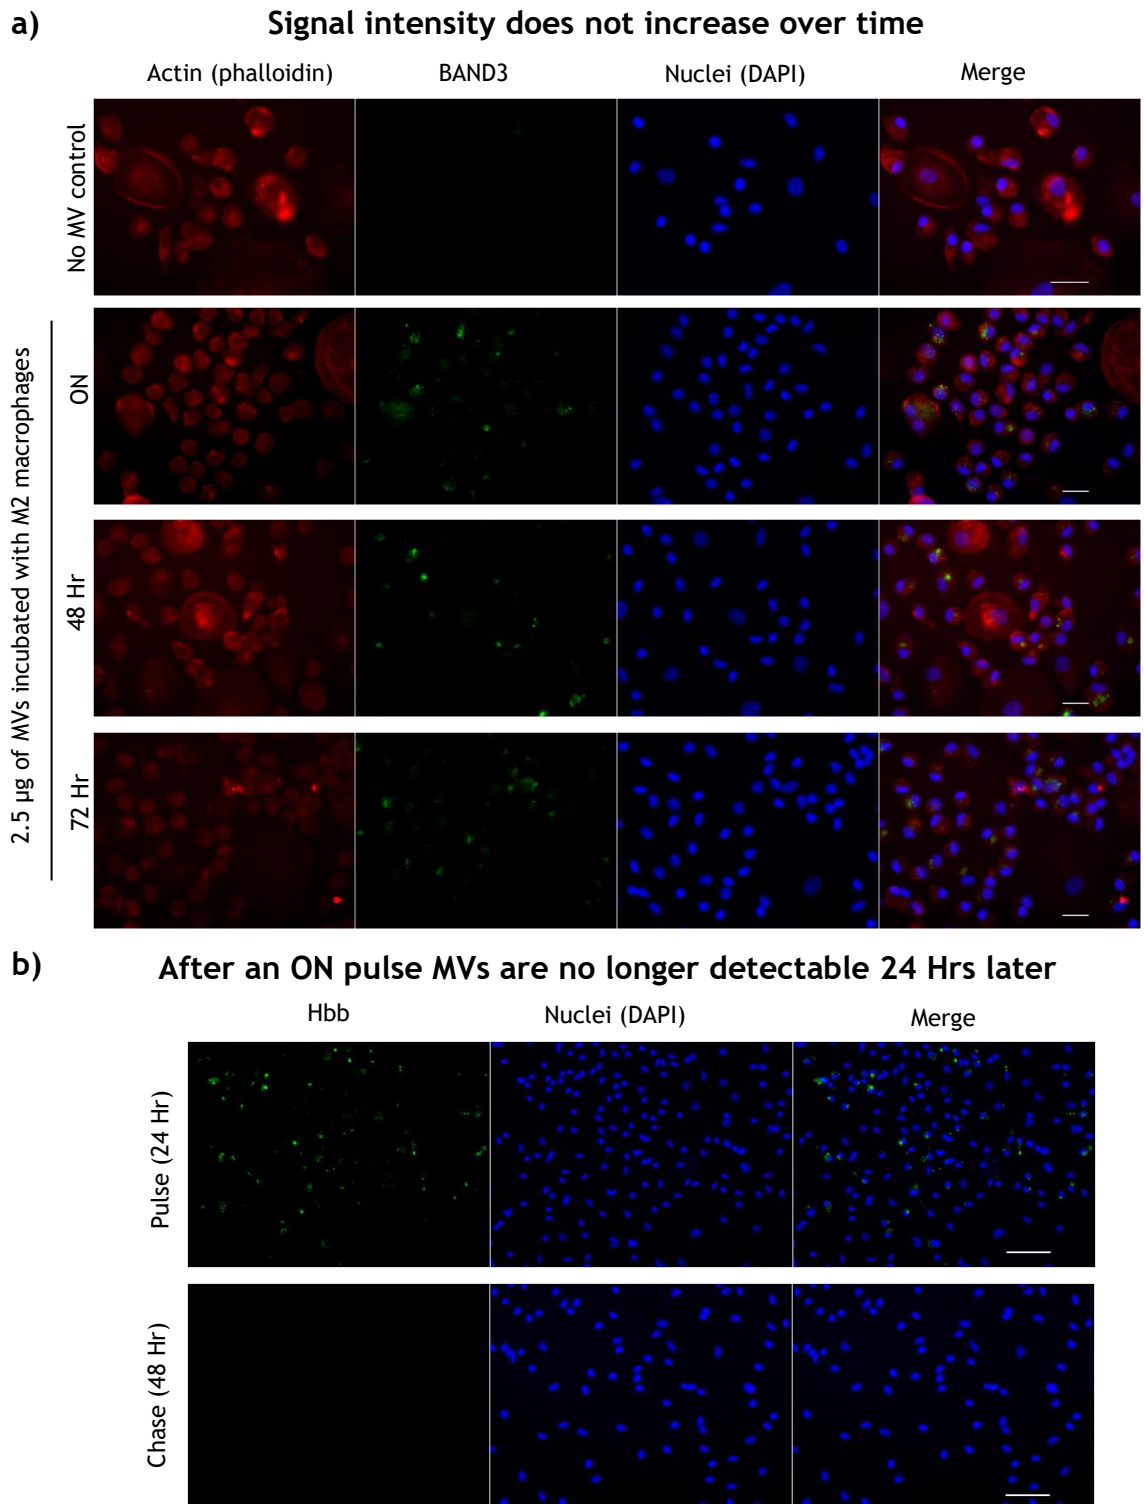 a)
Signal intensity does not increase over time
Actin (phalloidin)
BAND3
Nuclei (DAPI)
Merge
No MV control
2.5 µg of MVs incubated with M2 macrophages
ON
48 Hr
72 Hr
b)
After an ON pulse MVs are no longer detectable 24 Hrs later
Hbb
Nuclei (DAPI)
Merge
Pulse (24 Hr)
Chase (48 Hr)